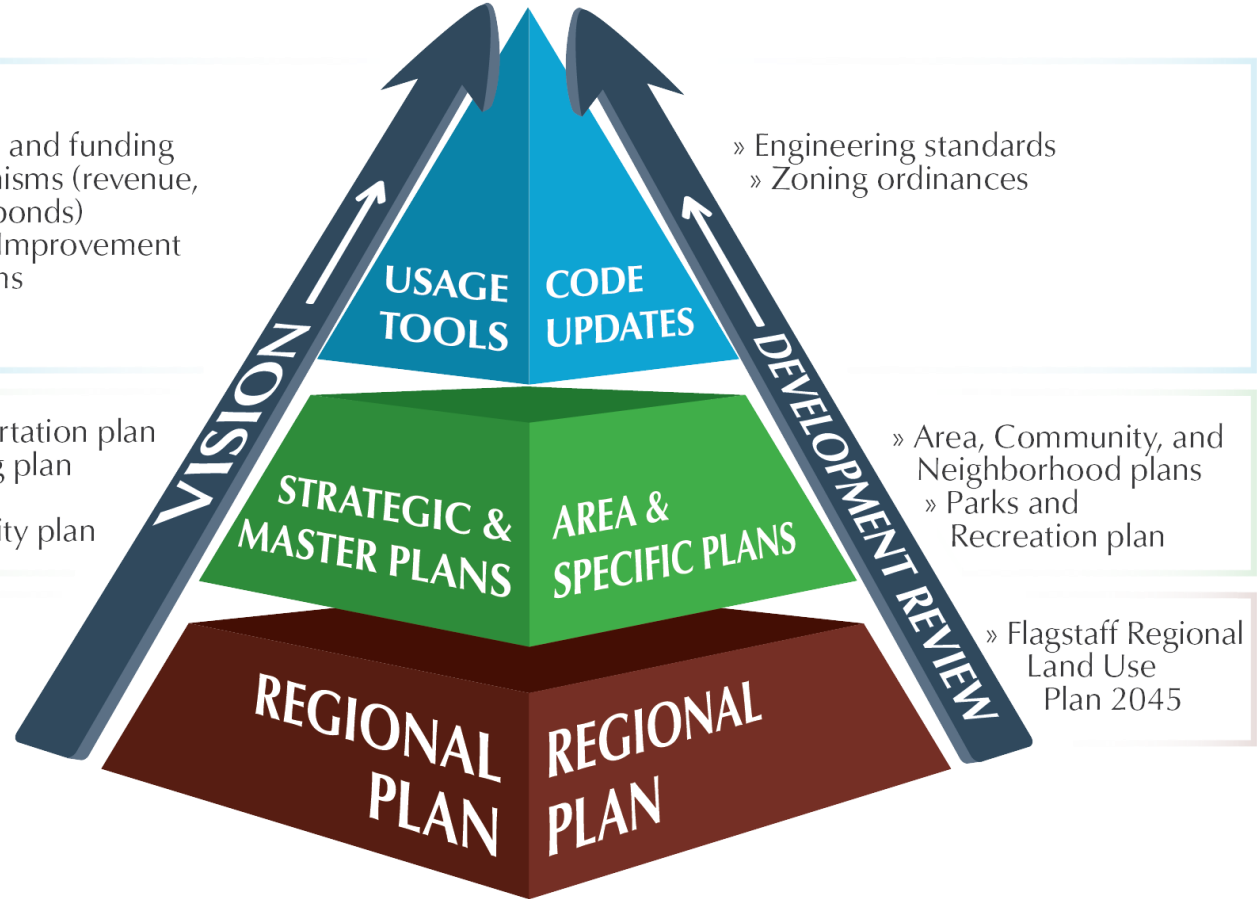 and funding
nisms (revenue,
bonds)
Improvement
ns
» Engineering standards
» Zoning ordinances
USAGE
TOOLS
CODE
UPDATES
VISION
DEVELOPMENT REVIEW
rtation plan
g plan
ity plan
» Area, Community, and
Neighborhood plans
» Parks and
Recreation plan
STRATEGIC &
MASTER PLANS
AREA &
SPECIFIC PLANS
» Flagstaff Regional
Land Use
Plan 2045
REGIONAL
PLAN
REGIONAL
PLAN